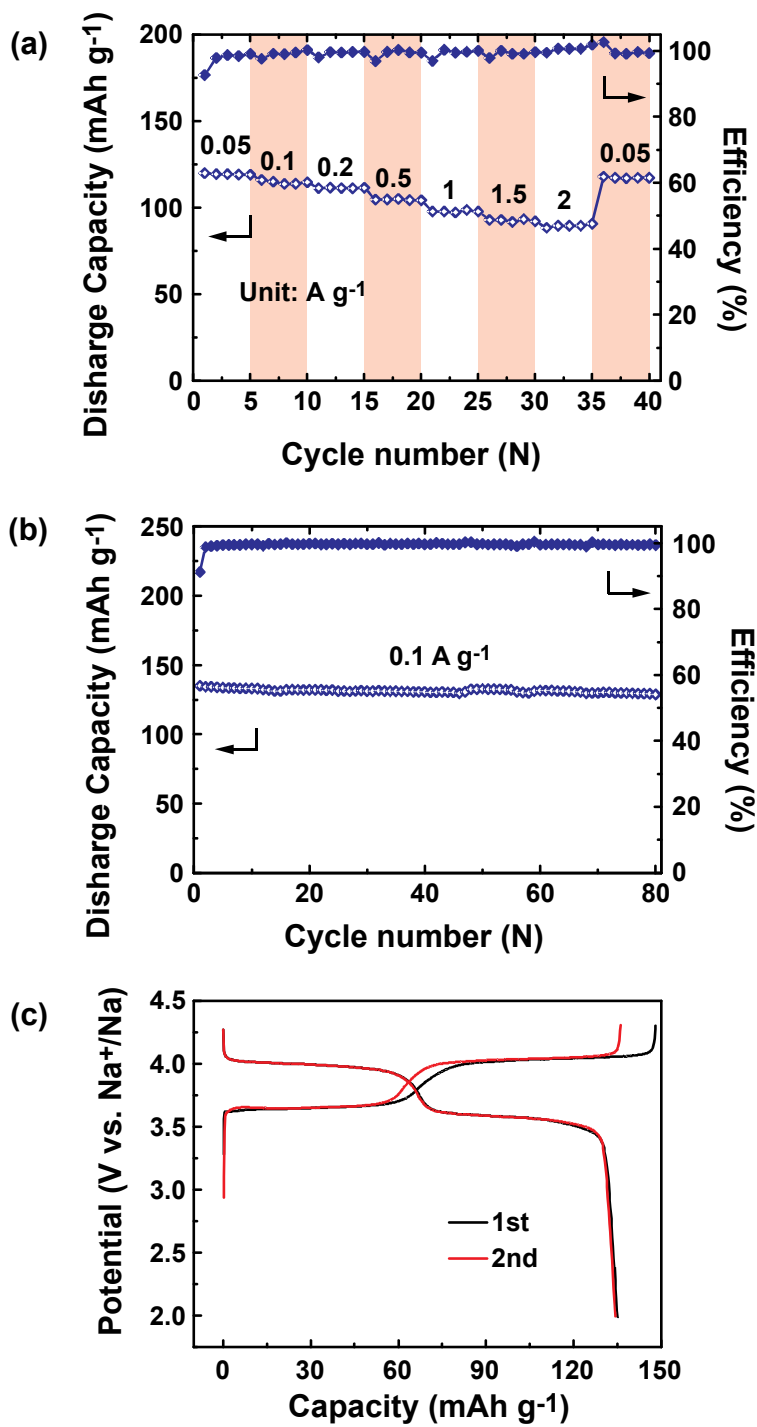 (a)
Disharge Capacity (mAh g-1)
200
150
100
50
0
0.05
0.1
0.2
0.5
1
1.5
2
0.05
Unit: A g-1
100
80
60
40
20
0
Efficiency (%)
0 5 10 15 20 25 30 35 40
Cycle number (N)
(b)
Disharge Capacity (mAh g-1)
250
200
150
100
50
0
0.1 A g-1
100
80
60
40
20
0
Efficiency (%)
0 20 40 60 80
Cycle number (N)
(c)
Potential (V vs. Na+/Na)
4.5
4.0
3.5
3.0
2.5
2.0
1st
2nd
0 30 60 90 120 150
Capacity (mAh g-1)